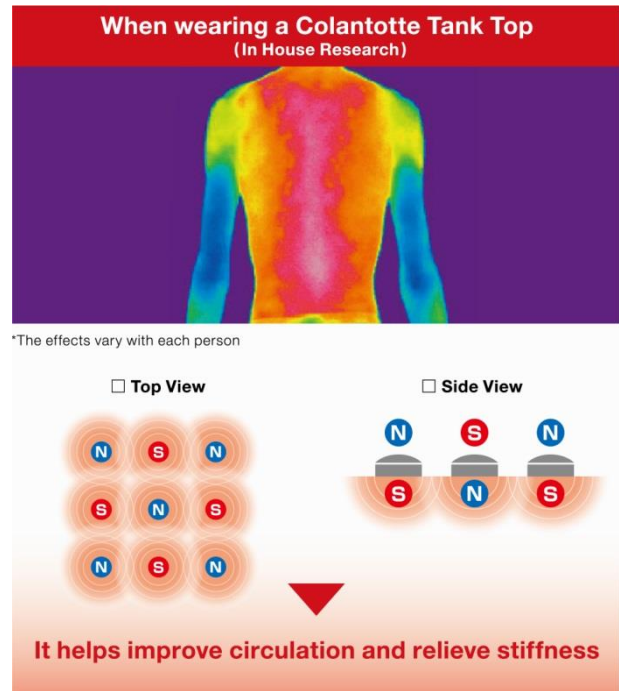 When wearing a Colantotte Tank Top
(In House Research)
*The effects vary with each person
□ Top View
□ Side View
N S N
N S N
S N S
S N S
N S N
It helps improve circulation and relieve stiffness